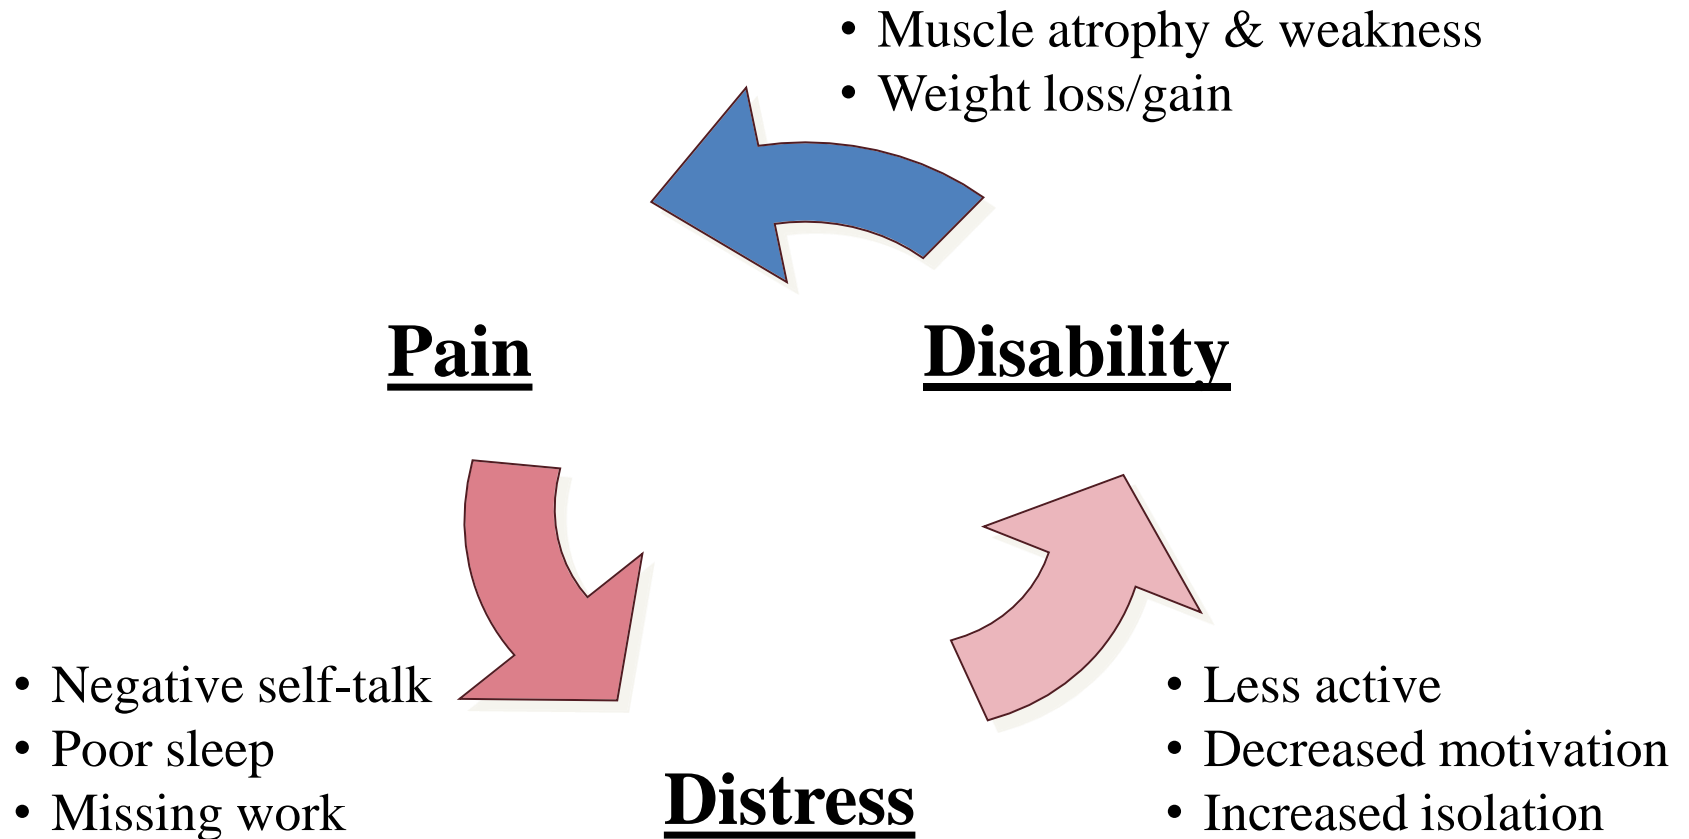 • Muscle atrophy & weakness
• Weight loss/gain
Pain
Disability
• Negative self-talk
• Poor sleep
• Missing work
Distress
• Less active
• Decreased motivation
• Increased isolation